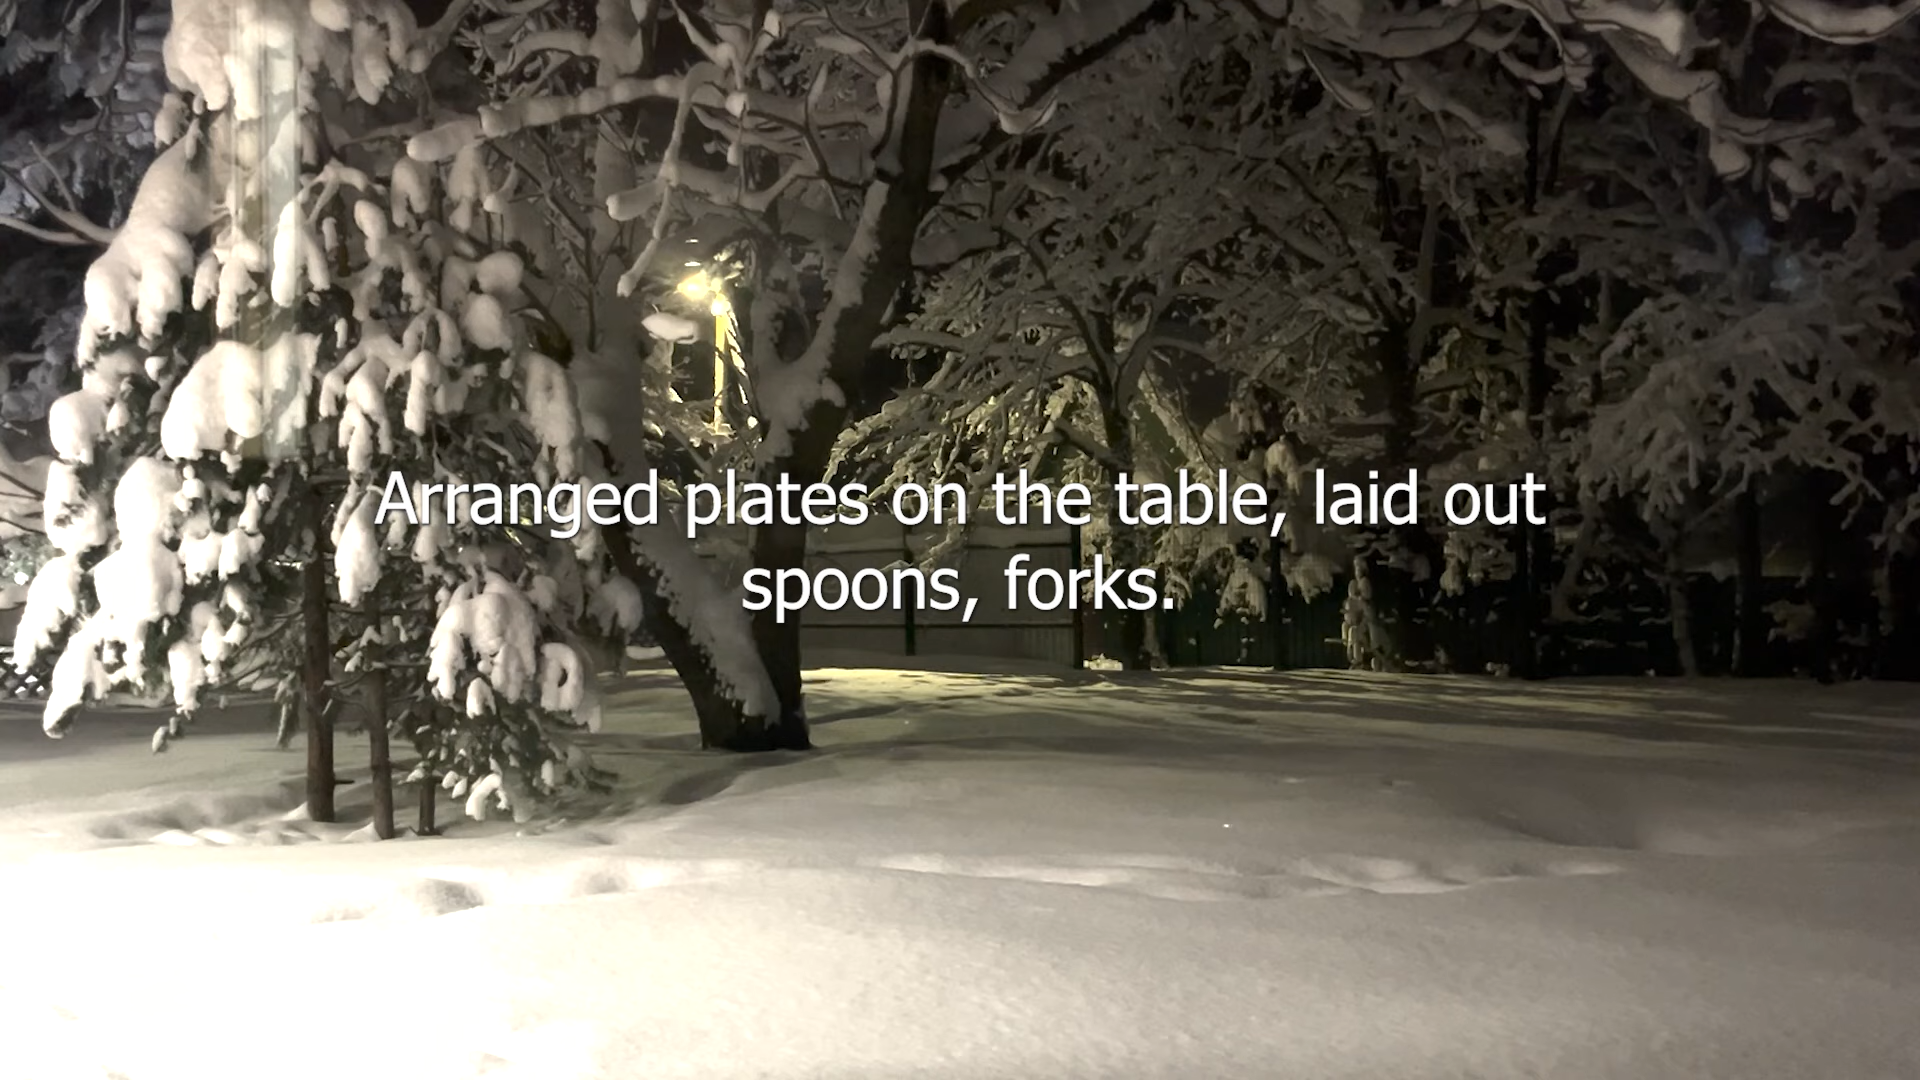 Arranged plates on the table, laid out
spoons, forks.